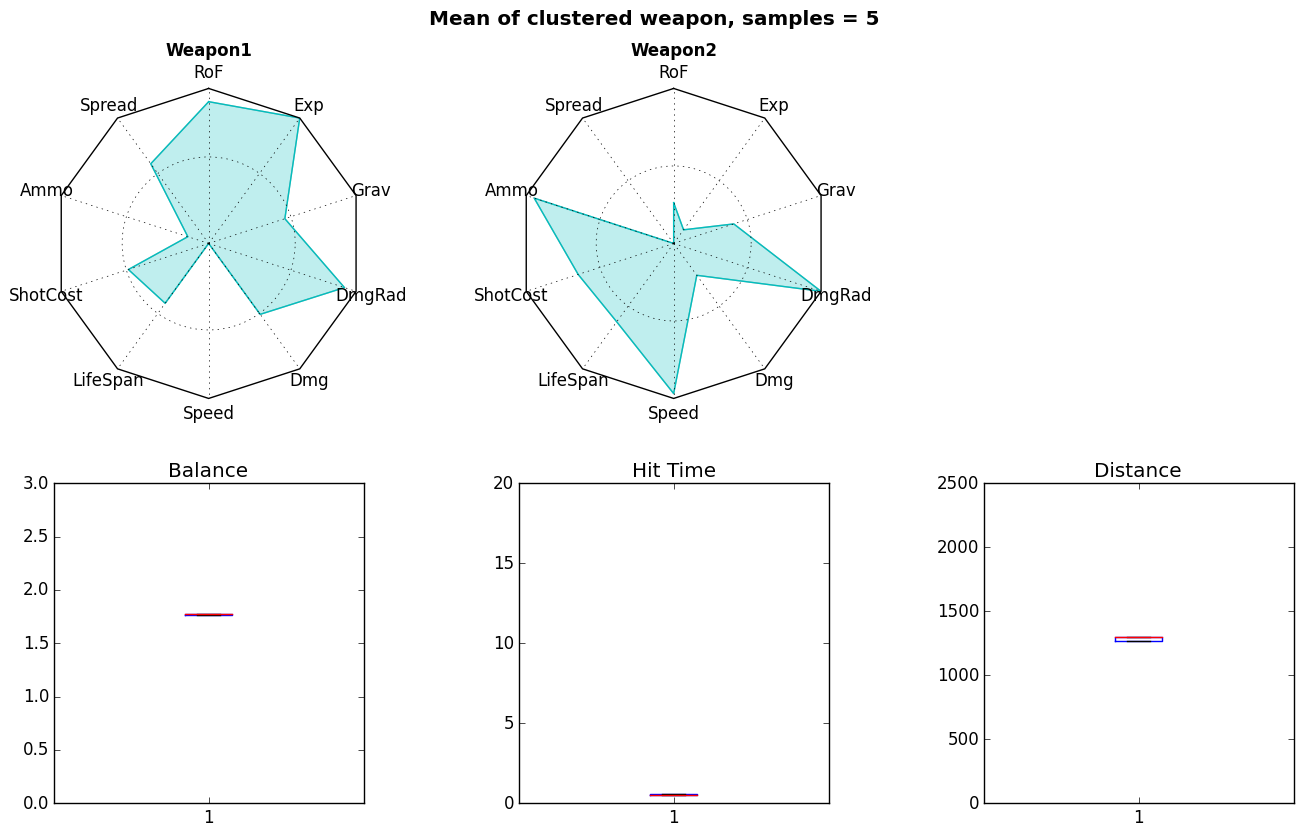 Mean of clustered weapon, samples = 5
Weapon1
RoF
Exp
Spread
Grav
Ammo
DmgRad
ShotCost
Dmg
LifeSpan
Speed
Weapon2
RoF
Exp
Spread
Grav
Ammo
DmgRad
ShotCost
Dmg
LifeSpan
Speed
Balance
3.0
2.5
2.0
1.5
1.0
0.5
0.0
1
Hit Time
20
15
10
5
0
1
Distance
2500
2000
1500
1000
500
0
1